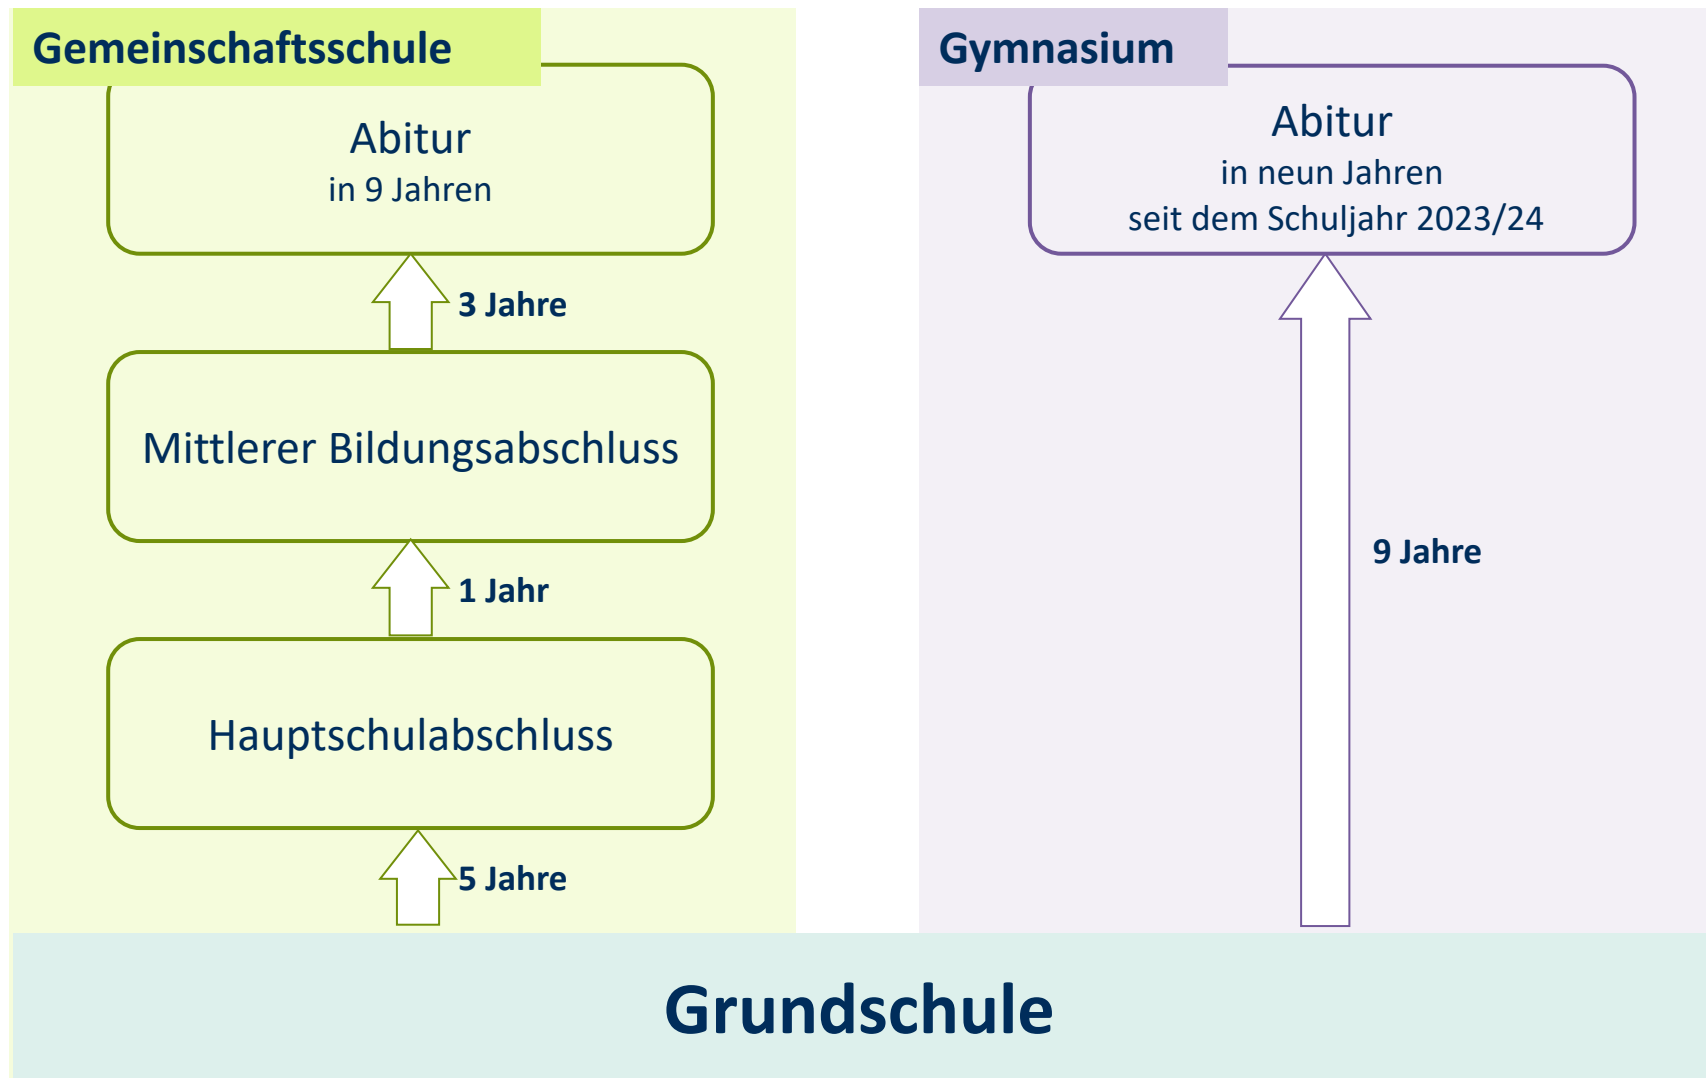 Gemeinschaftsschule
Abitur
in 9 Jahren
3 Jahre
Mittlerer Bildungsabschluss
1 Jahr
Hauptschulabschluss
5 Jahre
Gymnasium
Abitur
in neun Jahren
seit dem Schuljahr 2023/24
9 Jahre
Grundschule